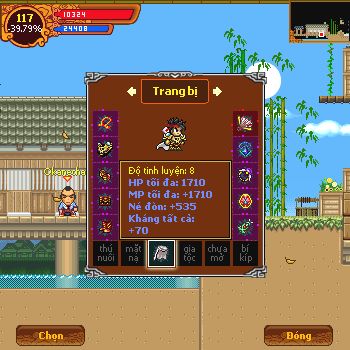 117
-39.79%
10324
24408
Trang bị
Okanecha
Độ tinh luyện: 8
HP tối đa: 1710
MP tối đa: +1710
Né đòn: +535
Kháng tất cả:
+70
thú nuôi
mặt nạ
gia tộc
chưa mở
bí kíp
Chọn
Đóng